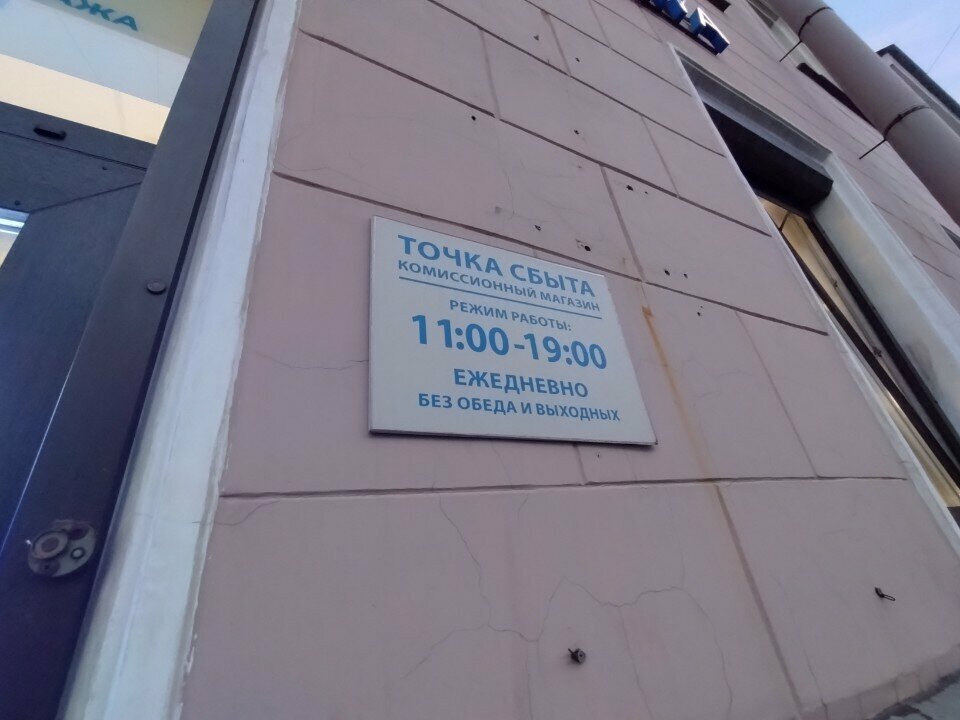 ТОЧКА СБЫТА
КОМИССИОННЫЙ МАГАЗИН
РЕЖИМ РАБОТЫ:
11:00-19:00
ЕЖЕДНЕВНО
БЕЗ ОБЕДА И ВЫХОДНЫХ